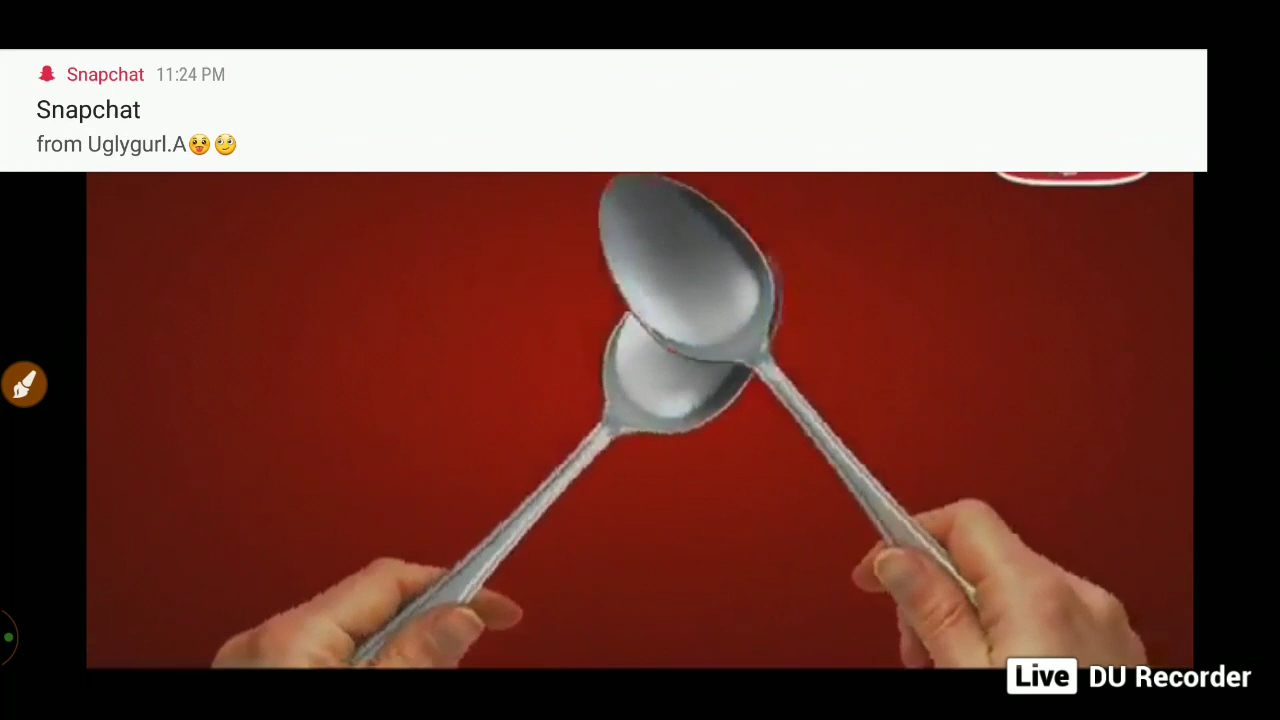 Snapchat 11:24 PM
Snapchat
from Uglygurl.A😲🙄
Live DU Recorder